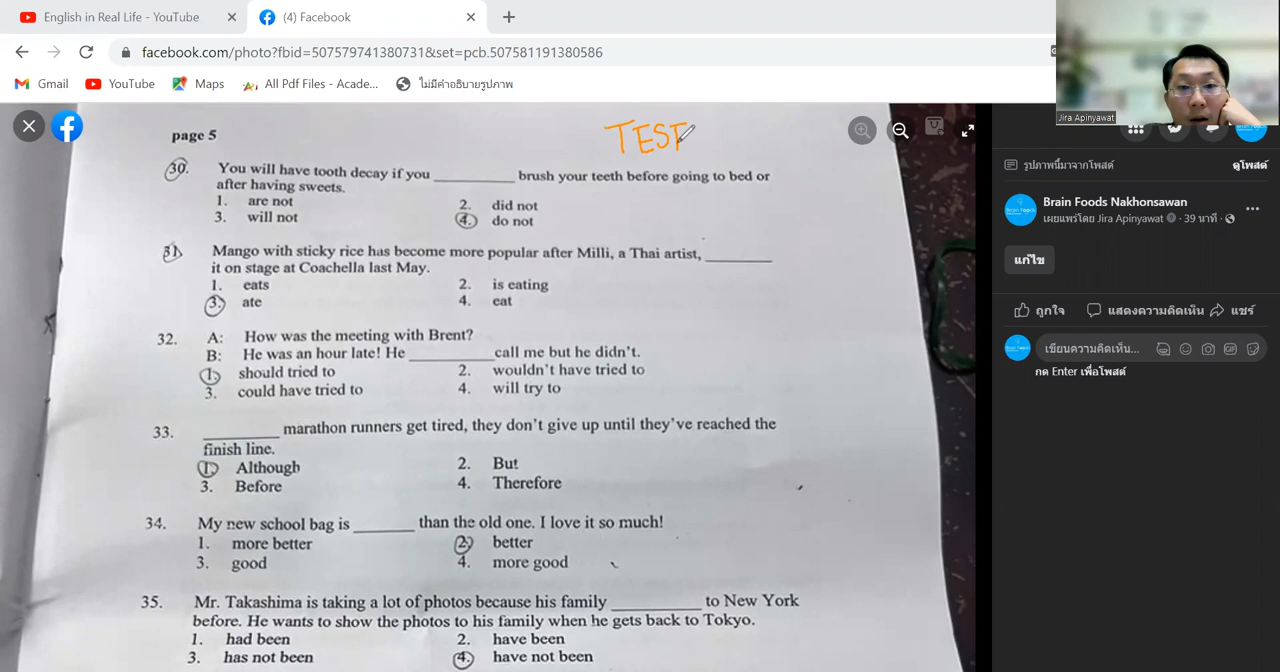 English in Real Life - YouTube
(4) Facebook
facebook.com/photo?fbid=507579741380731&set=pcb.507581191380586
Gmail YouTube Maps All Pdf Files - Acade... ไม่มีคำอธิบายรูปภาพ
Jira Apinyawat
page 5
TEST
30. You will have tooth decay if you ________ brush your teeth before going to bed or
after having sweets.
1. are not 2. did not
3. will not 4. do not
31. Mango with sticky rice has become more popular after Milli, a Thai artist, ________
it on stage at Coachella last May.
1. eats 2. is eating
3. ate 4. eat
32. A: How was the meeting with Brent?
B: He was an hour late! He ________ call me but he didn't.
1. should tried to 2. wouldn't have tried to
3. could have tried to 4. will try to
33. ________ marathon runners get tired, they don't give up until they've reached the
finish line.
1. Although 2. But
3. Before 4. Therefore
34. My new school bag is ________ than the old one. I love it so much!
1. more better 2. better
3. good 4. more good
35. Mr. Takashima is taking a lot of photos because his family ________ to New York
before. He wants to show the photos to his family when he gets back to Tokyo.
1. had been 2. have been
3. has not been 4. have not been
รูปภาพนี้มาจากโพสต์ ดูโพสต์
Brain Foods Nakhonsawan
เผยแพร่โดย Jira Apinyawat · 39 นาที ·
แก้ไข
ถูกใจ แสดงความคิดเห็น แชร์
เขียนความคิดเห็น...
กด Enter เพื่อโพสต์